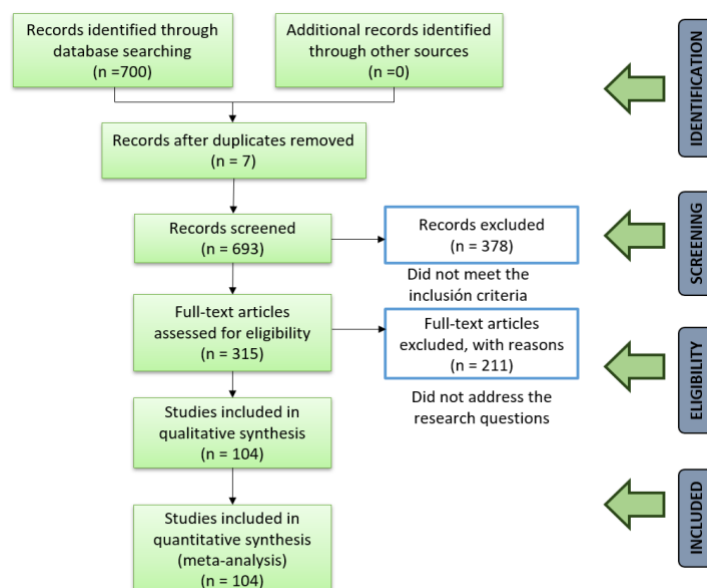 Records identified through
database searching
(n =700)
Additional records identified
through other sources
(n =0)
IDENTIFICATION
Records after duplicates removed
(n = 7)
Records screened
(n = 693)
Records excluded
(n = 378)
SCREENING
Did not meet the
inclusión criteria
Full-text articles
assessed for eligibility
(n = 315)
Full-text articles
excluded, with reasons
(n = 211)
ELIGIBILITY
Did not address the
research questions
Studies included in
qualitative synthesis
(n = 104)
Studies included in
quantitative synthesis
(meta-analysis)
(n = 104)
INCLUDED